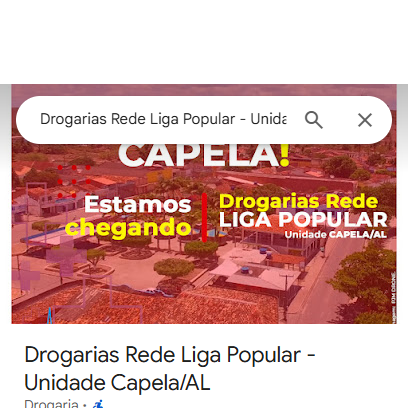 Drogarias Rede Liga Popular - Unida
CAPELA!
Estamos
chegando
Drogarias Rede
LIGA POPULAR
Unidade CAPELA/AL
Drogarias Rede Liga Popular -
Unidade Capela/AL
Drogaria •